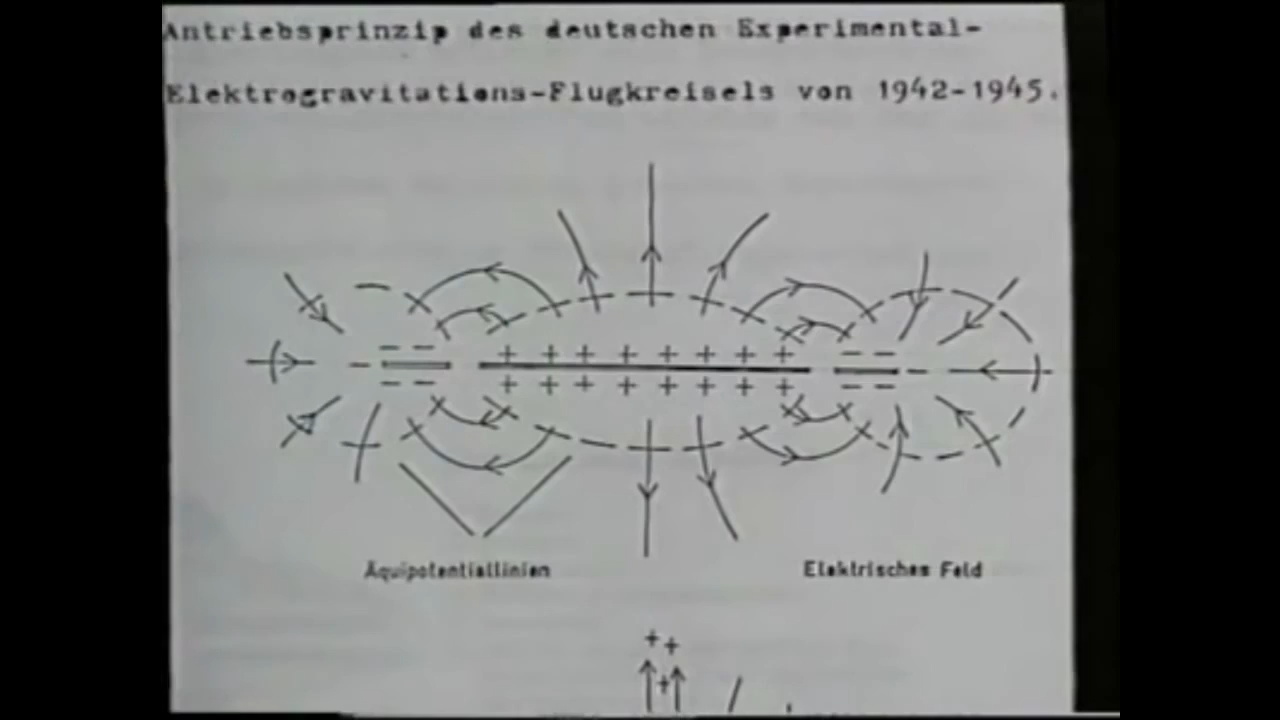 Antriebsprinzip des deutschen Experimental-
Elektrogravitations-Flugkreisels von 1942-1945.
Äquipotentiallinien
Elektrisches Feld